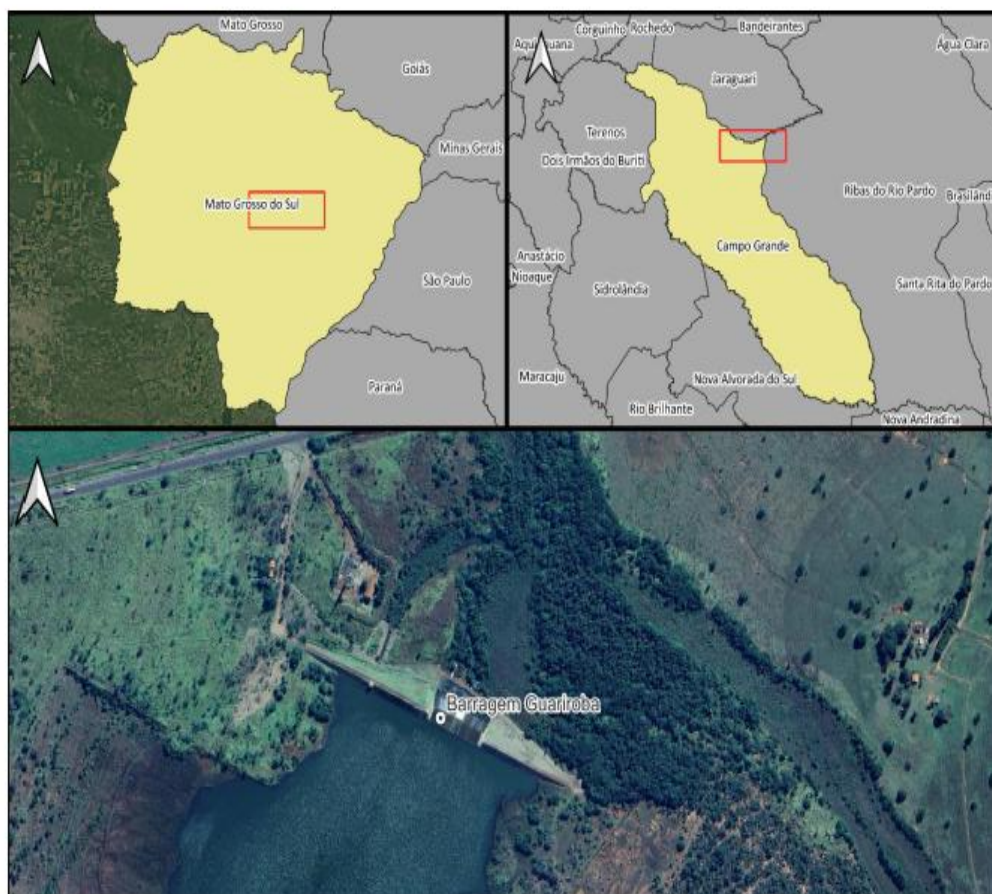 Mato Grosso
Goiás
Minas Gerais
Mato Grosso do Sul
São Paulo
Paraná
Corguinho
Rochedo
Bandeirantes
Água Clara
Jaraguari
Terenos
Dois Irmãos do Buriti
Ribas do Rio Pardo
Campo Grande
Anastácio
Nioaque
Sidrolândia
Santa Rita do Pardo
Maracaju
Nova Alvorada do Sul
Rio Brilhante
Nova Andradina
Barragem Guariroba